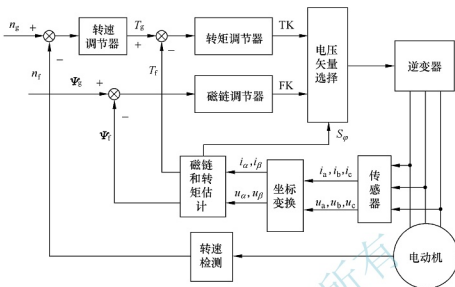 n_g + − 转速调节器 T_g + − 转矩调节器 TK 电压矢量选择 逆变器
n_f Ψ_g + − T_f 磁链调节器 FK
Ψ_f S_φ
磁链和转矩估计 i_α,i_β 坐标变换 i_a,i_b,i_c 传感器
u_α,u_β u_a,u_b,u_c
转速检测 电动机
所有